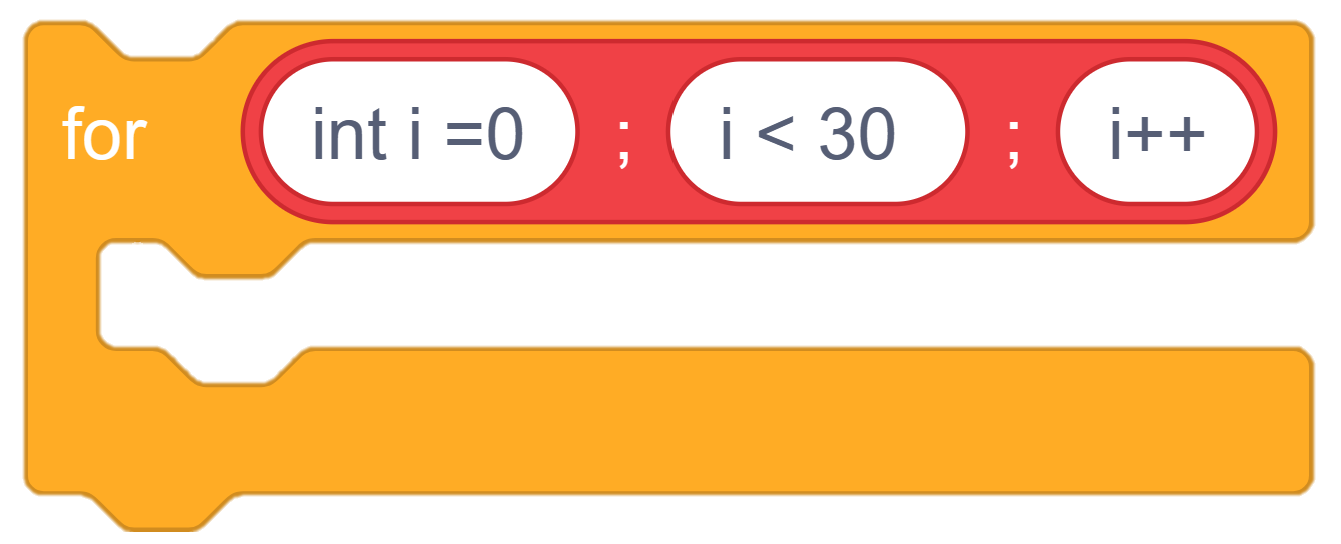 for int i =0 ; i < 30 ; i++